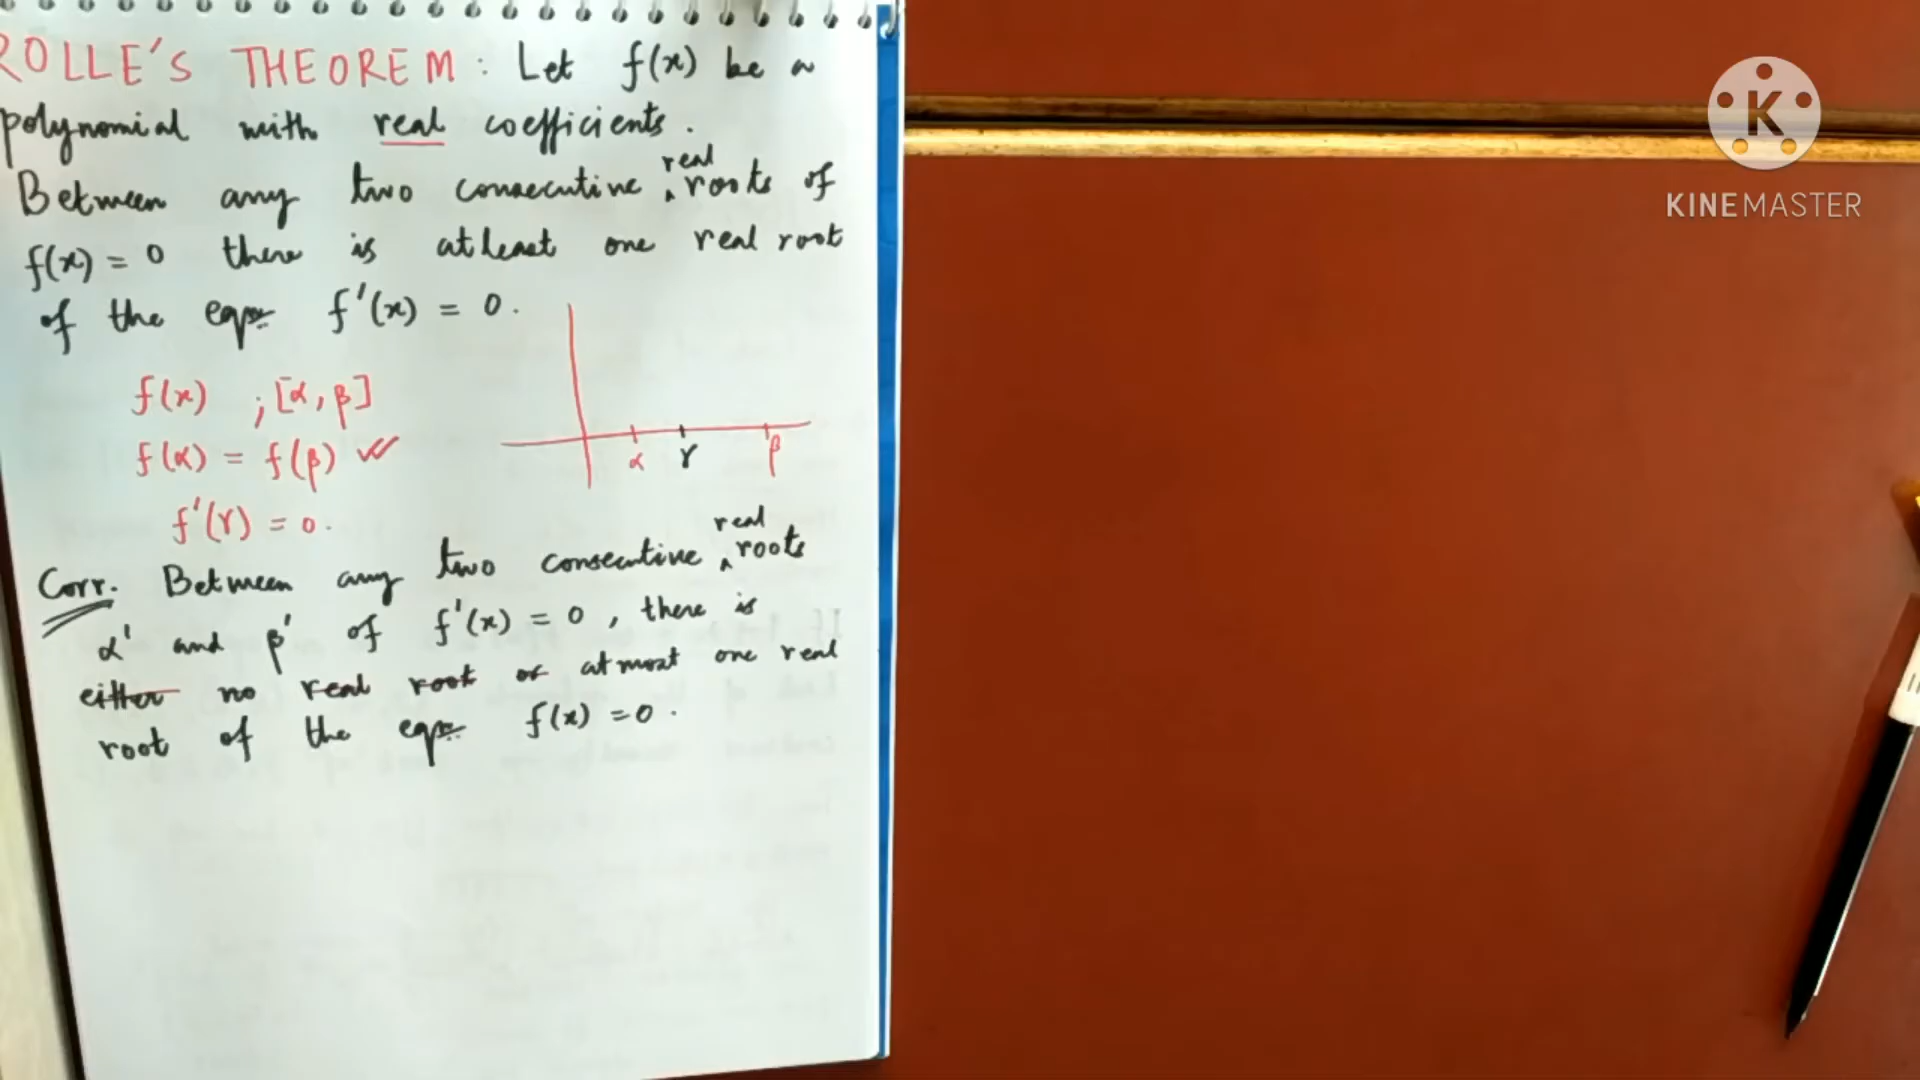 ROLLE'S THEOREM : Let f(x) be a
polynomial with real coefficients.
Between any two consecutive real roots of
f(x) = 0 there is atleast one real root
of the eqn f'(x) = 0.
f(x) ; [α, β]
f(α) = f(β) ✓
f'(γ) = 0.
α γ β
Corr. Between any two consecutive real roots
α' and β' of f'(x) = 0, there is
either no real root or atmost one real
root of the eqn f(x) = 0.
K
KINEMASTER